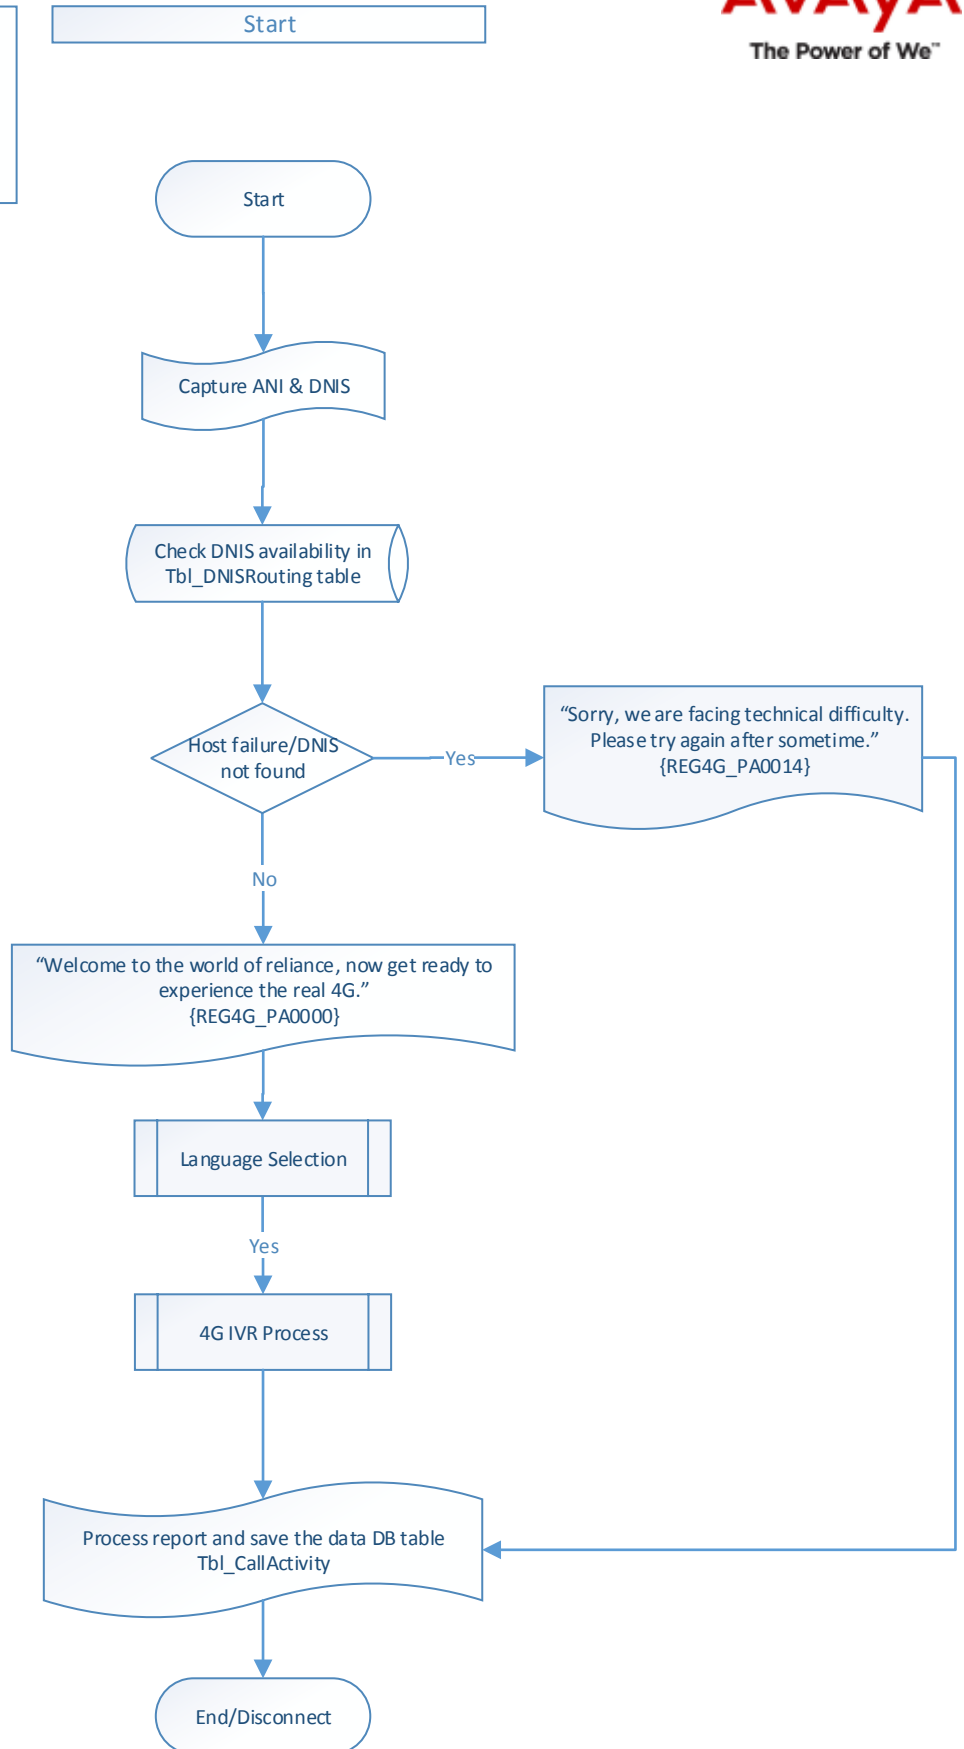 Start
AVAYA
The Power of We™
Start
Capture ANI & DNIS
Check DNIS availability in
Tbl_DNISRouting table
Host failure/DNIS
not found
Yes
“Sorry, we are facing technical difficulty.
Please try again after sometime.”
{REG4G_PA0014}
No
“Welcome to the world of reliance, now get ready to
experience the real 4G.”
{REG4G_PA0000}
Language Selection
Yes
4G IVR Process
Process report and save the data DB table
Tbl_CallActivity
End/Disconnect